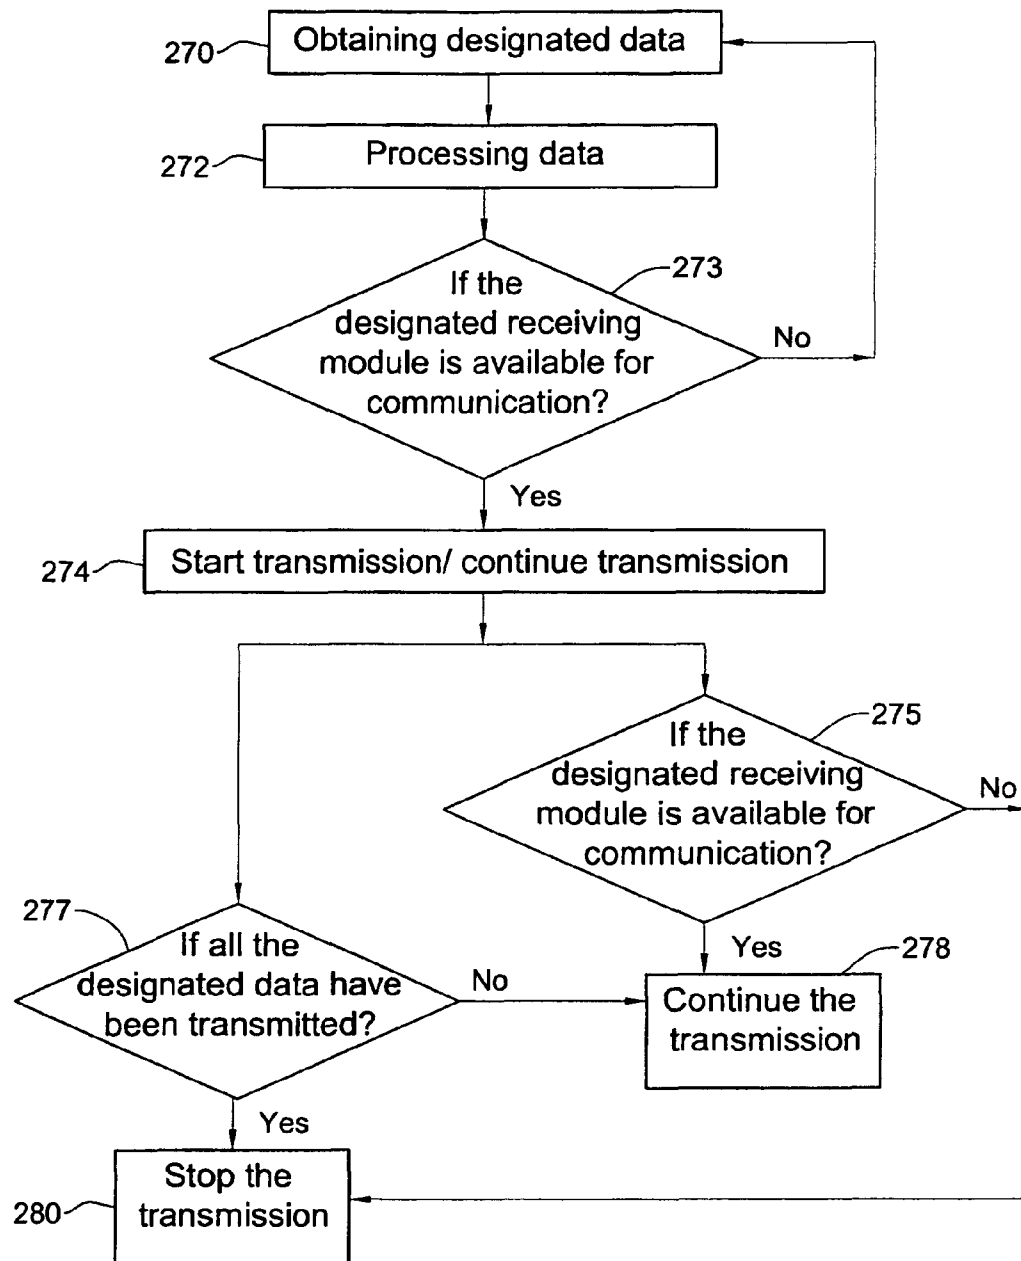 270
Obtaining designated data
272
Processing data
273
If the
designated receiving
module is available for
communication?
No
Yes
274
Start transmission/ continue transmission
275
If the
designated receiving
module is available for
communication?
No
Yes
277
If all the
designated data have
been transmitted?
No
Yes
278
Continue the
transmission
280
Stop the
transmission